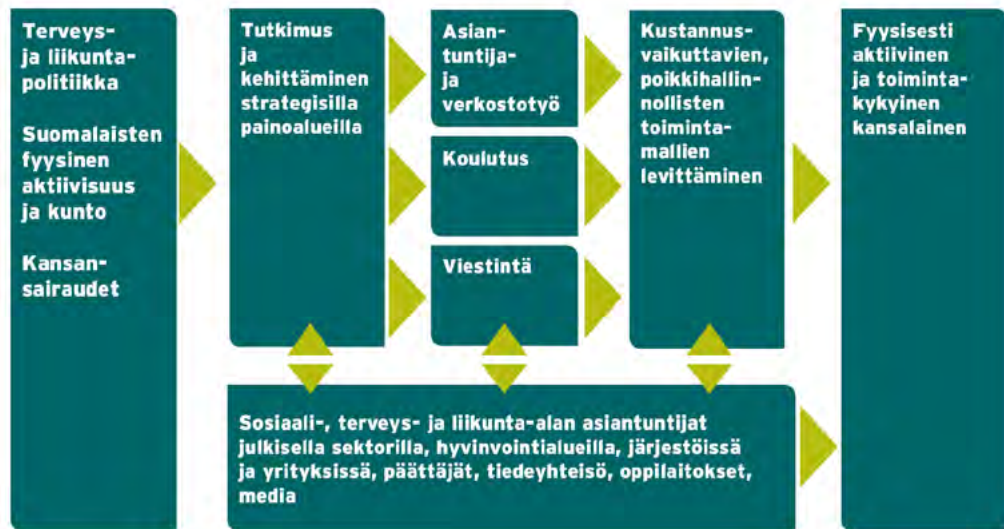 Terveys-
ja liikunta-
politiikka
Suomalaisten
fyysinen
aktiivisuus
ja kunto
Kansan-
sairaudet
Tutkimus
ja
kehittäminen
strategisilla
painoalueilla
Asian-
tuntija-
ja
verkostotyö
Koulutus
Viestintä
Kustannus-
vaikuttavien,
poikkihallin-
nollisten
toiminta-
mallien
levittäminen
Fyysisesti
aktiivinen
ja toiminta-
kykyinen
kansalainen
Sosiaali-, terveys- ja liikunta-alan asiantuntijat
julkisella sektorilla, hyvinvointialueilla, järjestöissä
ja yrityksissä, päättäjät, tiedeyhteisö, oppilaitokset,
media